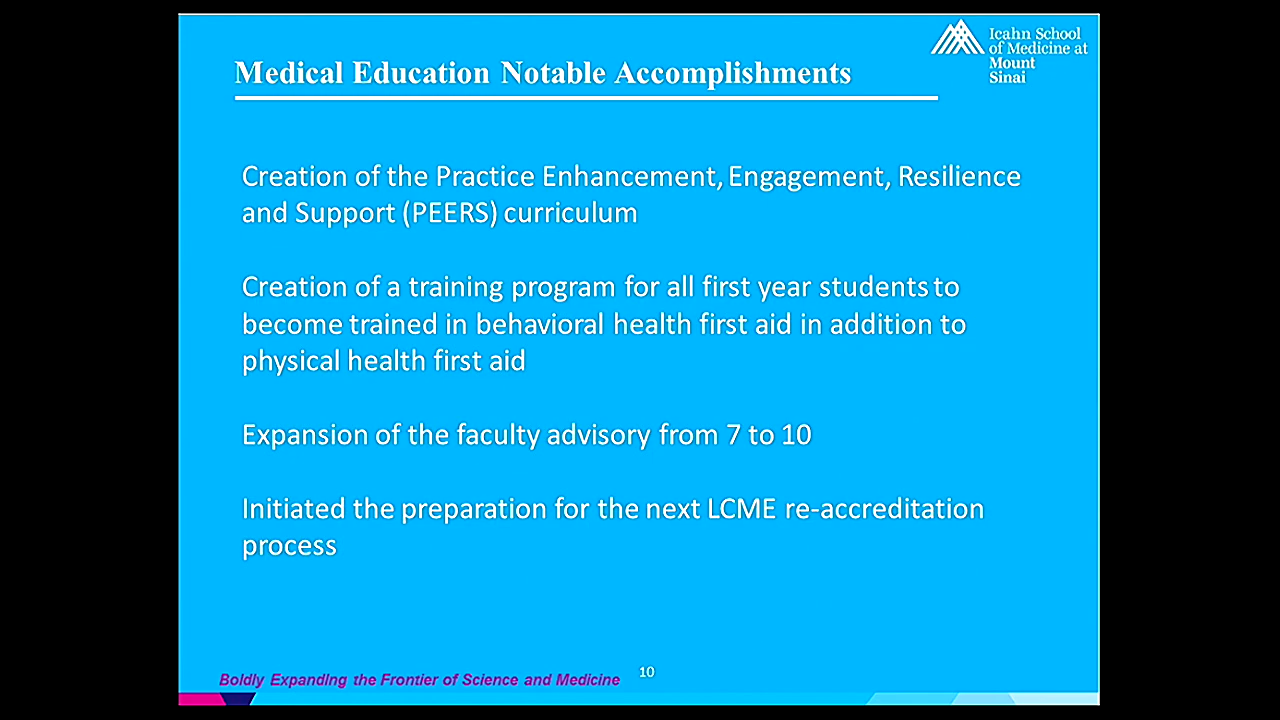 Icahn School
of Medicine at
Mount
Sinai
Medical Education Notable Accomplishments
Creation of the Practice Enhancement, Engagement, Resilience
and Support (PEERS) curriculum
Creation of a training program for all first year students to
become trained in behavioral health first aid in addition to
physical health first aid
Expansion of the faculty advisory from 7 to 10
Initiated the preparation for the next LCME re-accreditation
process
Boldly Expanding the Frontier of Science and Medicine
10